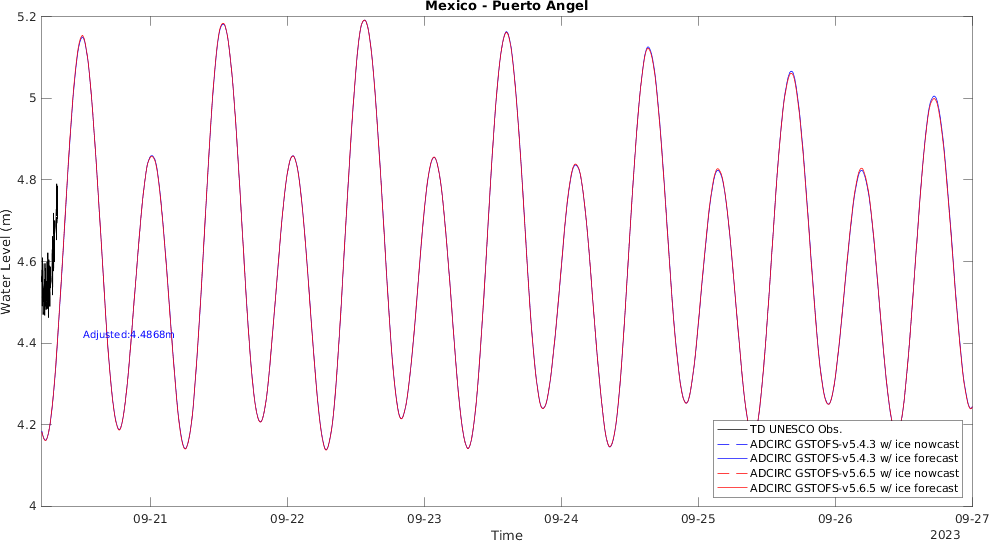 Mexico - Puerto Angel
5.2
5
4.8
4.6
4.4
4.2
4
Water Level (m)
Adjusted:4.4868m
TD UNESCO Obs.
ADCIRC GSTOFS-v5.4.3 w/ ice nowcast
ADCIRC GSTOFS-v5.4.3 w/ ice forecast
ADCIRC GSTOFS-v5.6.5 w/ ice nowcast
ADCIRC GSTOFS-v5.6.5 w/ ice forecast
09-21 09-22 09-23 09-24 09-25 09-26 09-27
Time
2023